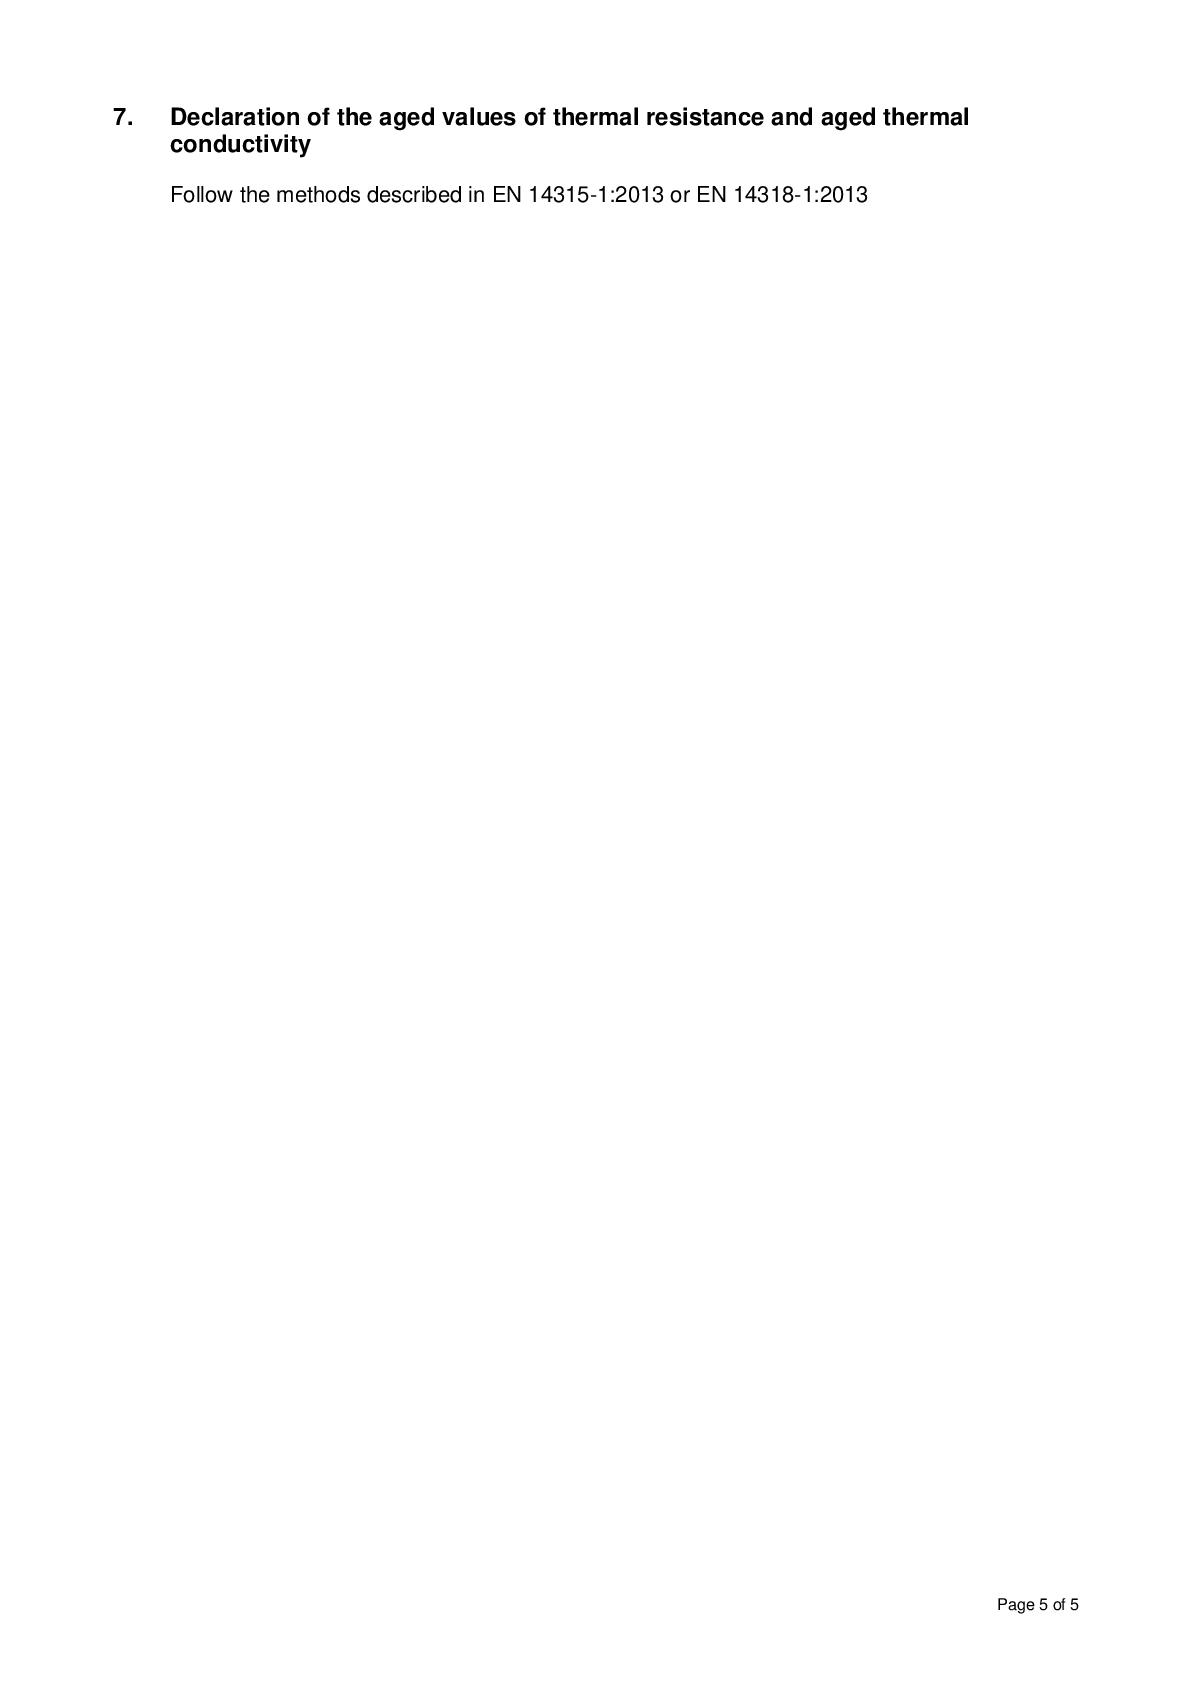 7. Declaration of the aged values of thermal resistance and aged thermal
conductivity
Follow the methods described in EN 14315-1:2013 or EN 14318-1:2013
Page 5 of 5